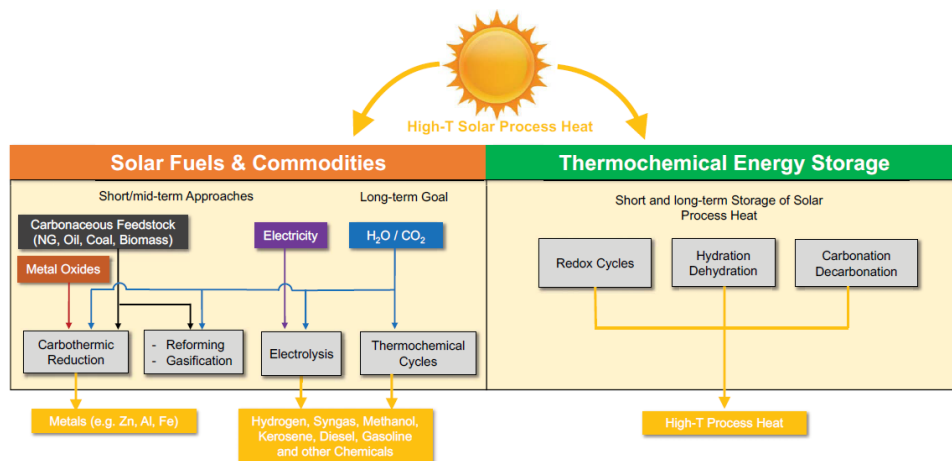 High-T Solar Process Heat
Solar Fuels & Commodities
Thermochemical Energy Storage
Short/mid-term Approaches
Long-term Goal
Carbonaceous Feedstock
(NG, Oil, Coal, Biomass)
Electricity
H₂O / CO₂
Metal Oxides
Carbothermic
Reduction
- Reforming
- Gasification
Electrolysis
Thermochemical
Cycles
Metals (e.g. Zn, Al, Fe)
Hydrogen, Syngas, Methanol,
Kerosene, Diesel, Gasoline
and other Chemicals
Short and long-term Storage of Solar
Process Heat
Redox Cycles
Hydration
Dehydration
Carbonation
Decarbonation
High-T Process Heat